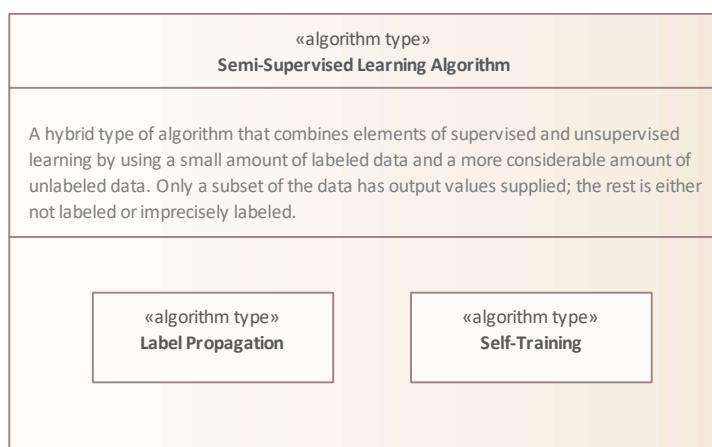 «algorithm type»
Semi-Supervised Learning Algorithm
A hybrid type of algorithm that combines elements of supervised and unsupervised
learning by using a small amount of labeled data and a more considerable amount of
unlabeled data. Only a subset of the data has output values supplied; the rest is either
not labeled or imprecisely labeled.
«algorithm type»
Label Propagation
«algorithm type»
Self-Training